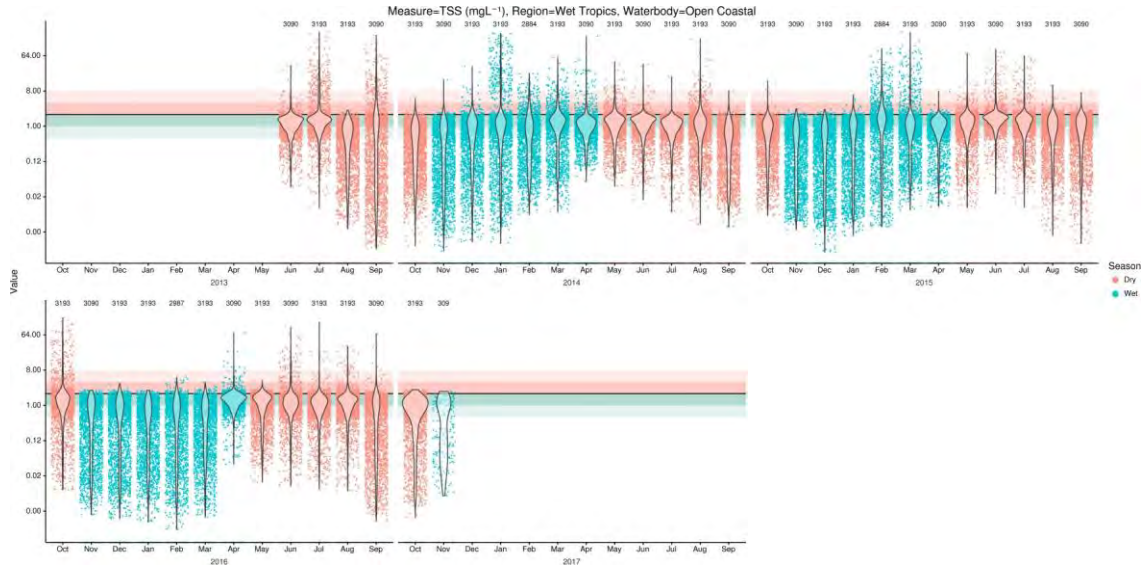 Measure=TSS (mgL⁻¹), Region=Wet Tropics, Waterbody=Open Coastal
3090 3193 3193 3090 3193 3090 3193 3193 2884 3193 3090 3193 3090 3193 3193 3090 3193 3090 3193 3193 2884 3193 3090 3193 3090 3193 3193 3090
64.00
8.00
1.00
0.12
0.02
0.00
Oct Nov Dec Jan Feb Mar Apr May Jun Jul Aug Sep Oct Nov Dec Jan Feb Mar Apr May Jun Jul Aug Sep Oct Nov Dec Jan Feb Mar Apr May Jun Jul Aug Sep
2013 2014 2015
Value
Season
Dry
Wet
3193 3090 3193 3193 2987 3193 3090 3193 3090 3193 3193 3090 3193 309
64.00
8.00
1.00
0.12
0.02
0.00
Oct Nov Dec Jan Feb Mar Apr May Jun Jul Aug Sep Oct Nov Dec Jan Feb Mar Apr May Jun Jul Aug Sep
2016 2017